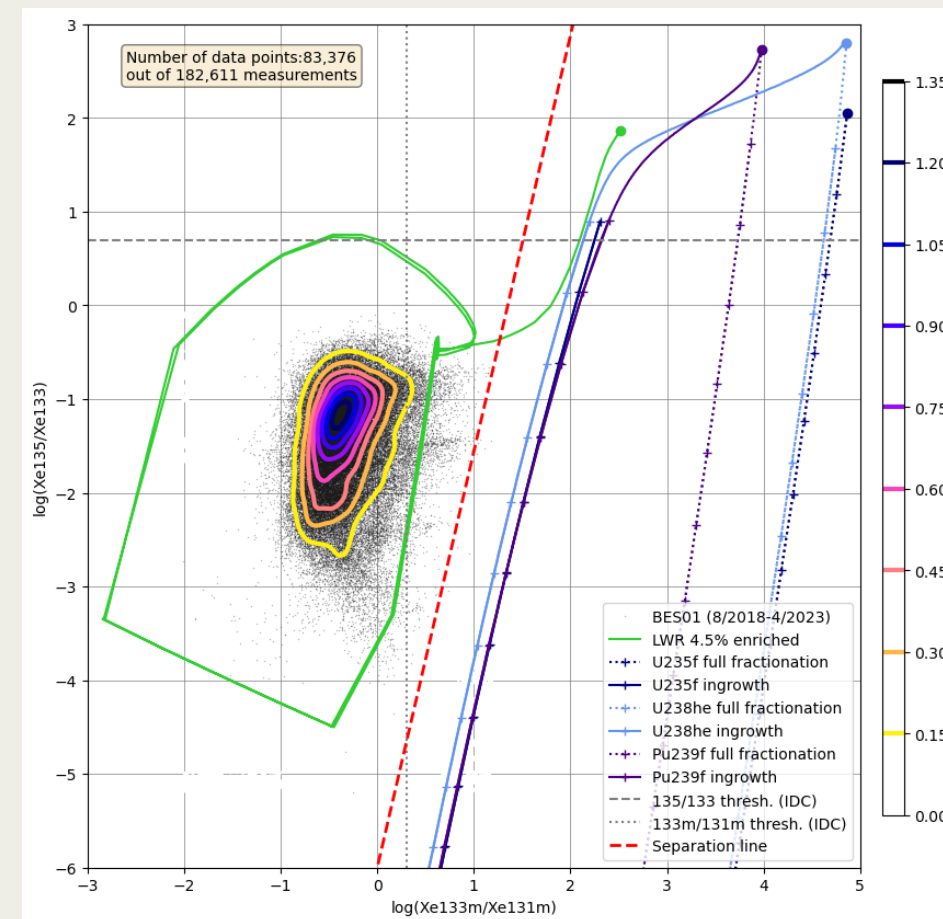 Number of data points:83,376
out of 182,611 measurements
3
2
1
0
−1
−2
−3
−4
−5
−6
log(Xe135/Xe133)
−3
−2
−1
0
1
2
3
4
5
log(Xe133m/Xe131m)
BES01 (8/2018-4/2023)
LWR 4.5% enriched
U235f full fractionation
U235f ingrowth
U238he full fractionation
U238he ingrowth
Pu239f full fractionation
Pu239f ingrowth
135/133 thresh. (IDC)
133m/131m thresh. (IDC)
Separation line
1.35
1.20
1.05
0.90
0.75
0.60
0.45
0.30
0.15
0.00